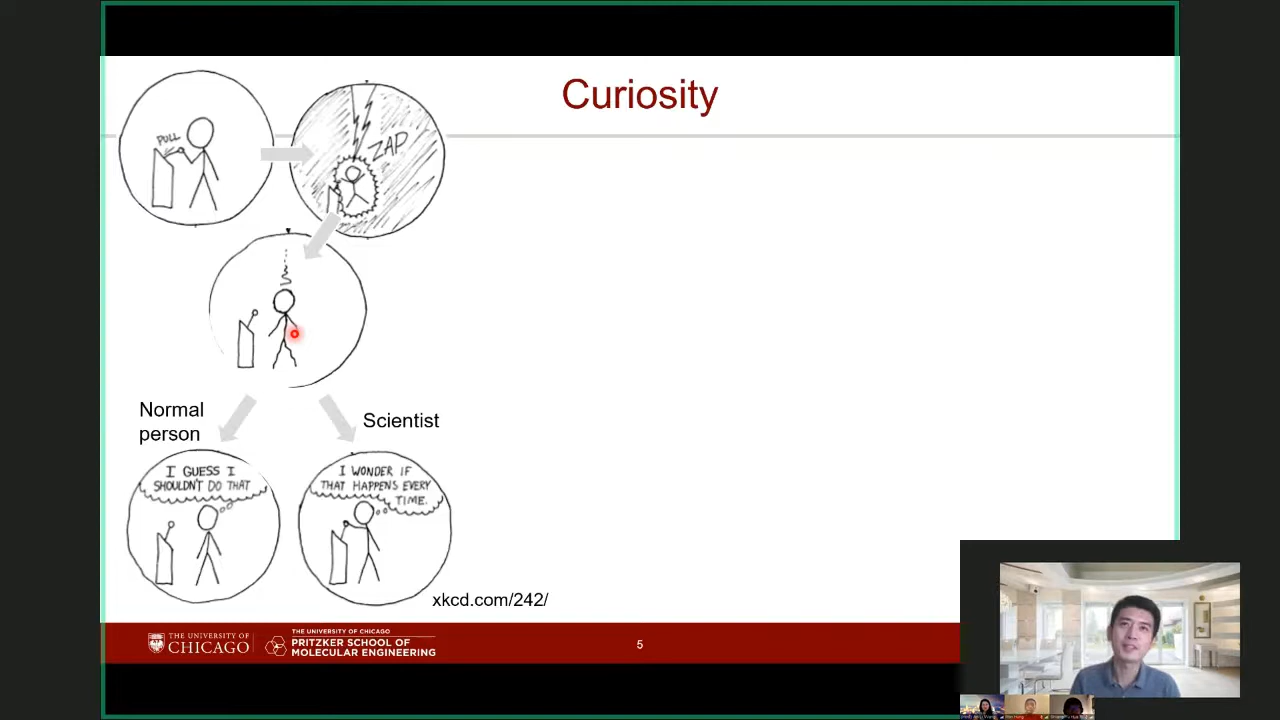 Curiosity
PULL
ZAP
Normal
person
Scientist
I GUESS I
SHOULDN'T DO THAT
I WONDER IF
THAT HAPPENS EVERY
TIME.
xkcd.com/242/
THE UNIVERSITY OF
CHICAGO
THE UNIVERSITY OF CHICAGO
PRITZKER SCHOOL OF
MOLECULAR ENGINEERING
5